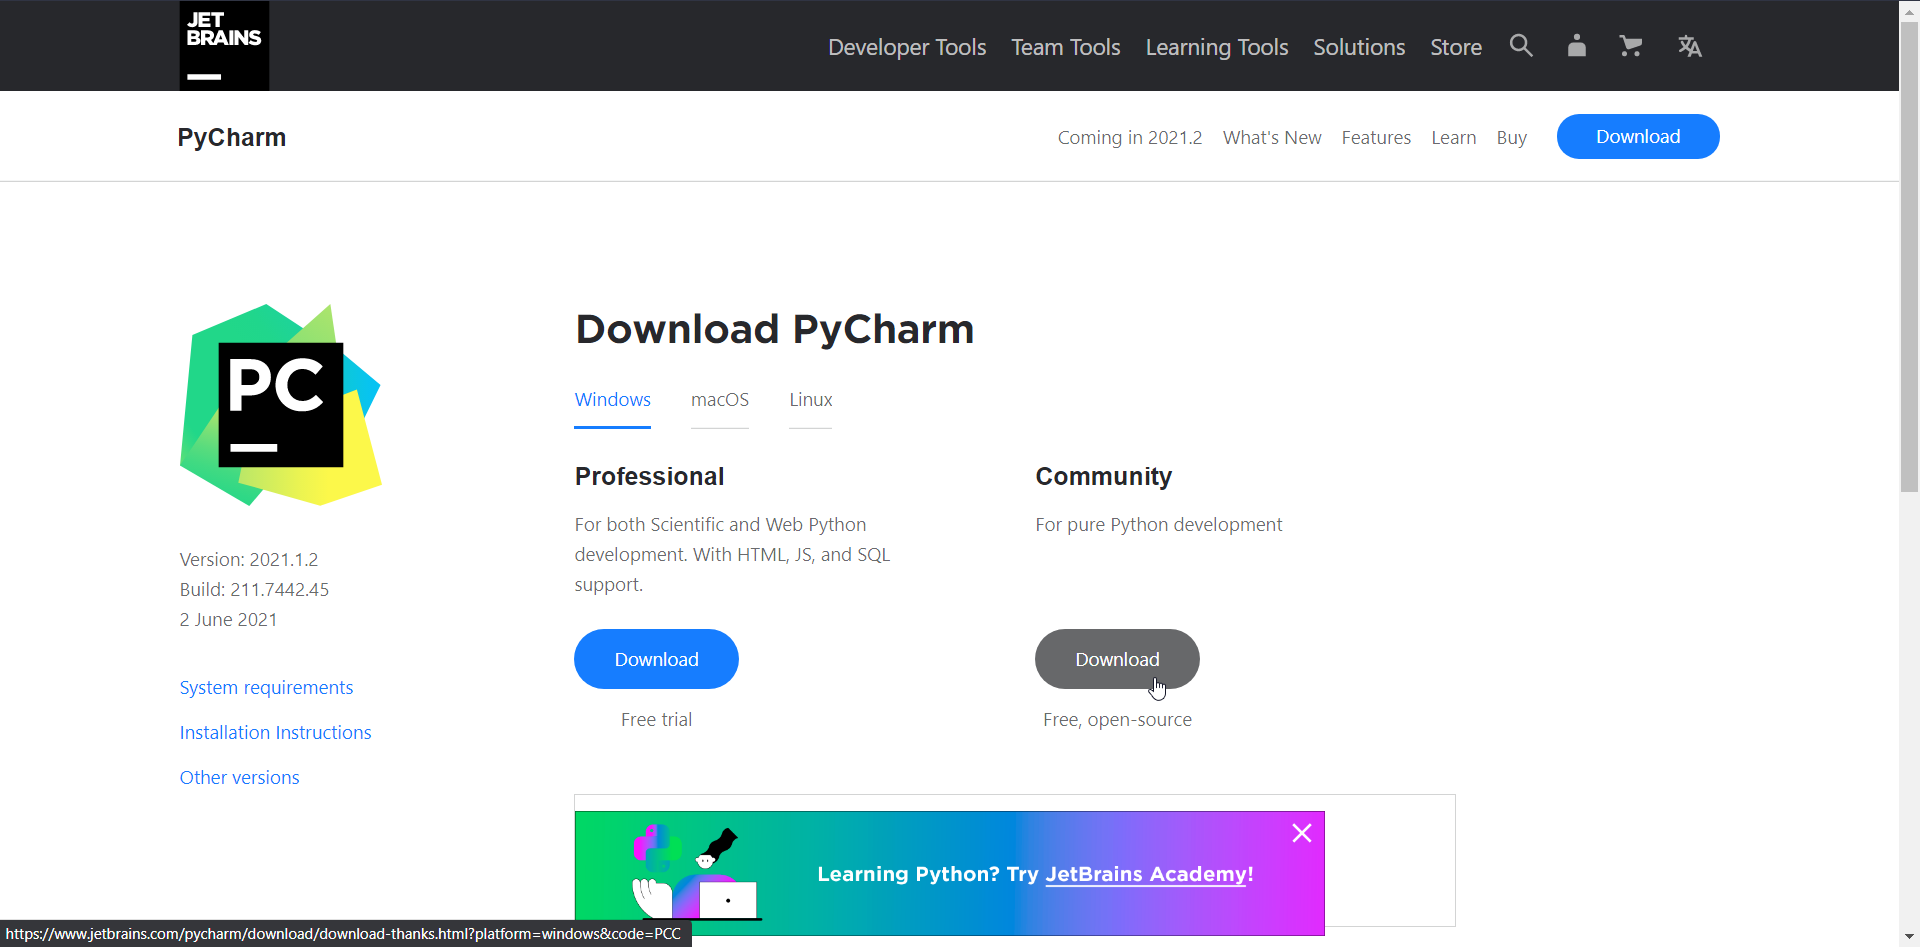 JET
BRAINS
Developer Tools Team Tools Learning Tools Solutions Store
PyCharm
Coming in 2021.2 What's New Features Learn Buy Download
PC
Download PyCharm
Windows macOS Linux
Professional
For both Scientific and Web Python
development. With HTML, JS, and SQL
support.
Download
Free trial
Community
For pure Python development
Download
Free, open-source
Version: 2021.1.2
Build: 211.7442.45
2 June 2021
System requirements
Installation Instructions
Other versions
Learning Python? Try JetBrains Academy!
https://www.jetbrains.com/pycharm/download/download-thanks.html?platform=windows&code=PCC